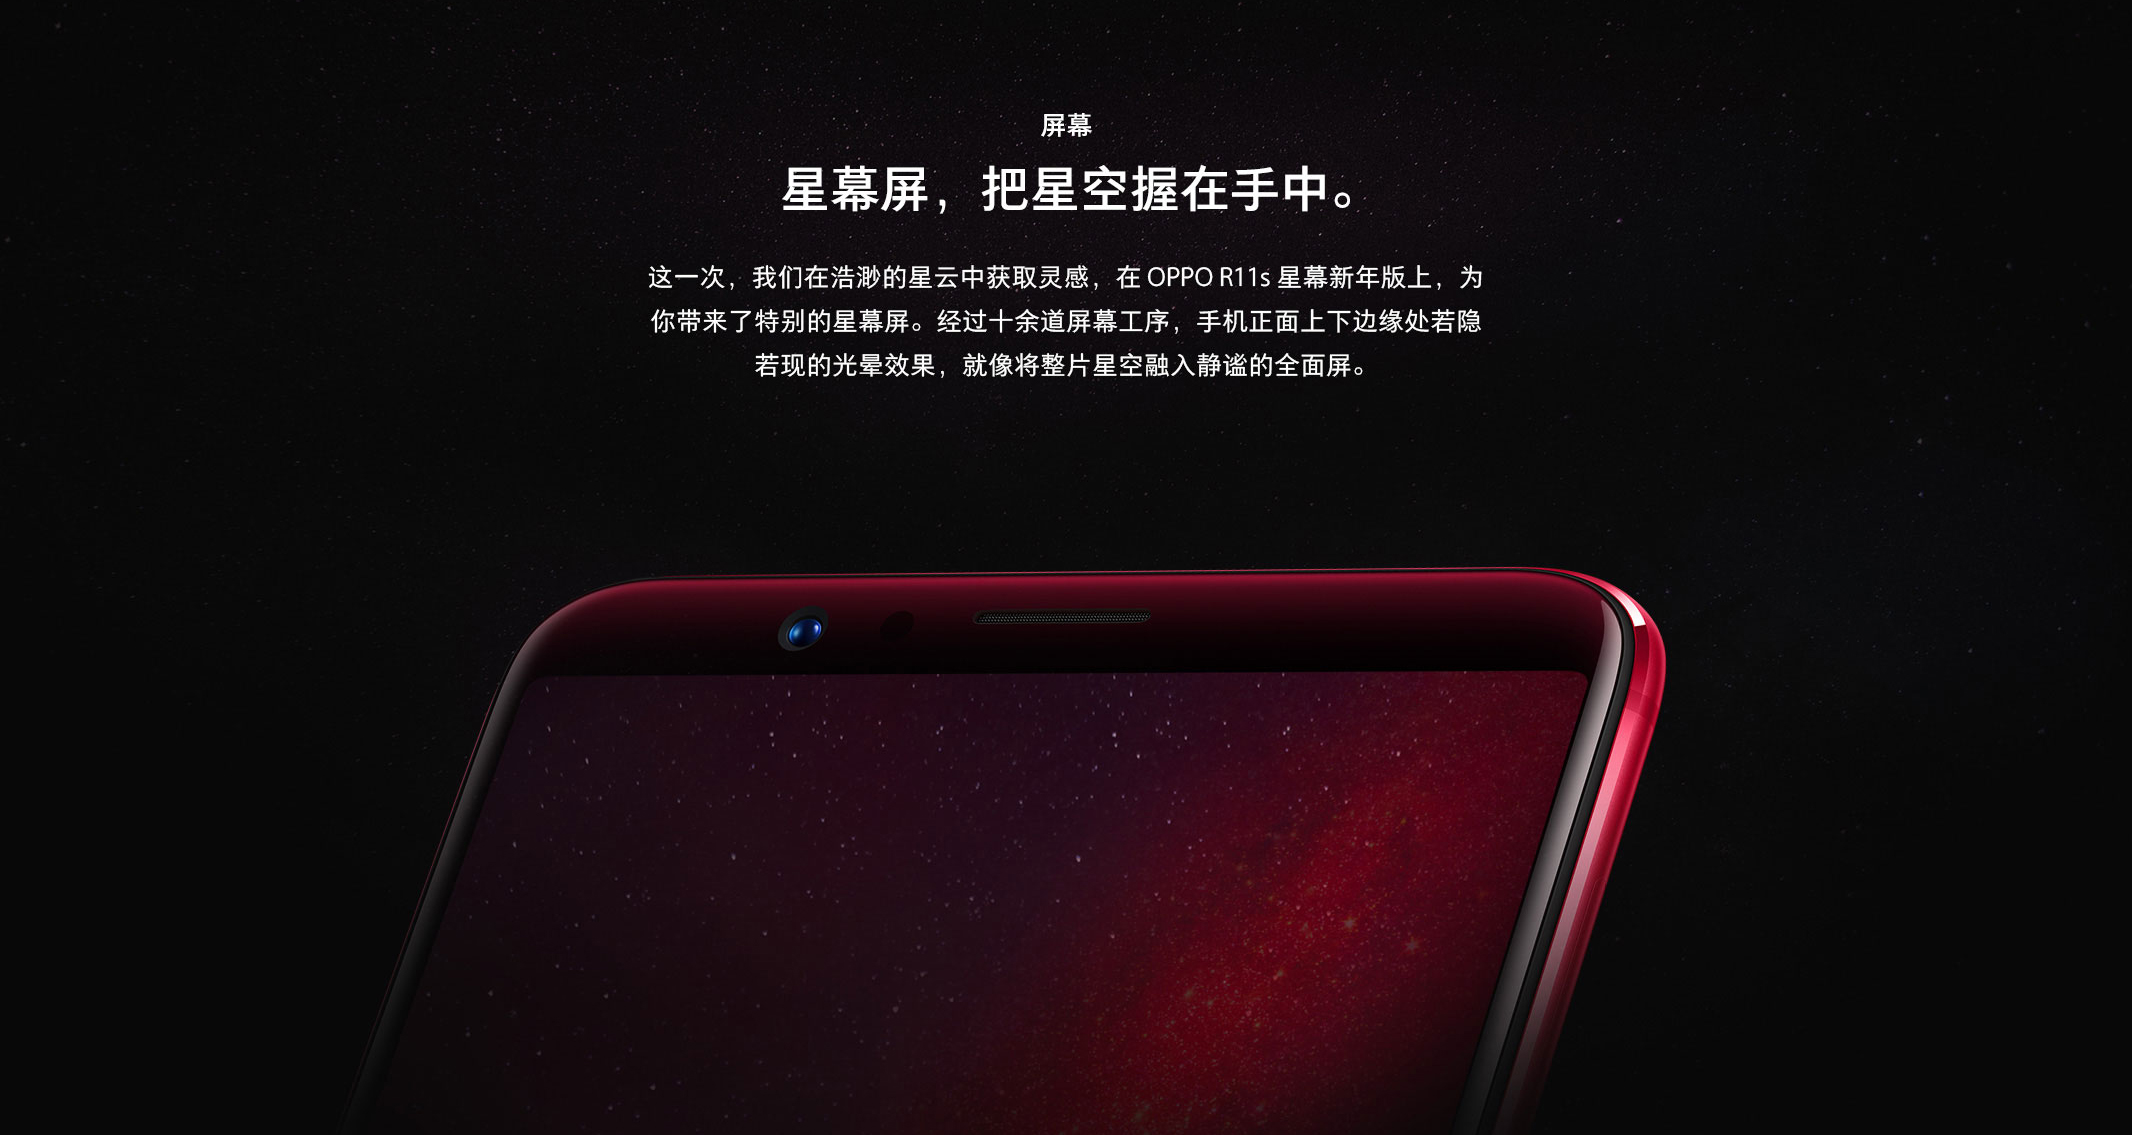 屏幕
星幕屏，把星空握在手中。
这一次，我们在浩渺的星云中获取灵感，在 OPPO R11s 星幕新年版上，为
你带来了特别的星幕屏。经过十余道屏幕工序，手机正面上下边缘处若隐
若现的光晕效果，就像将整片星空融入静谧的全面屏。